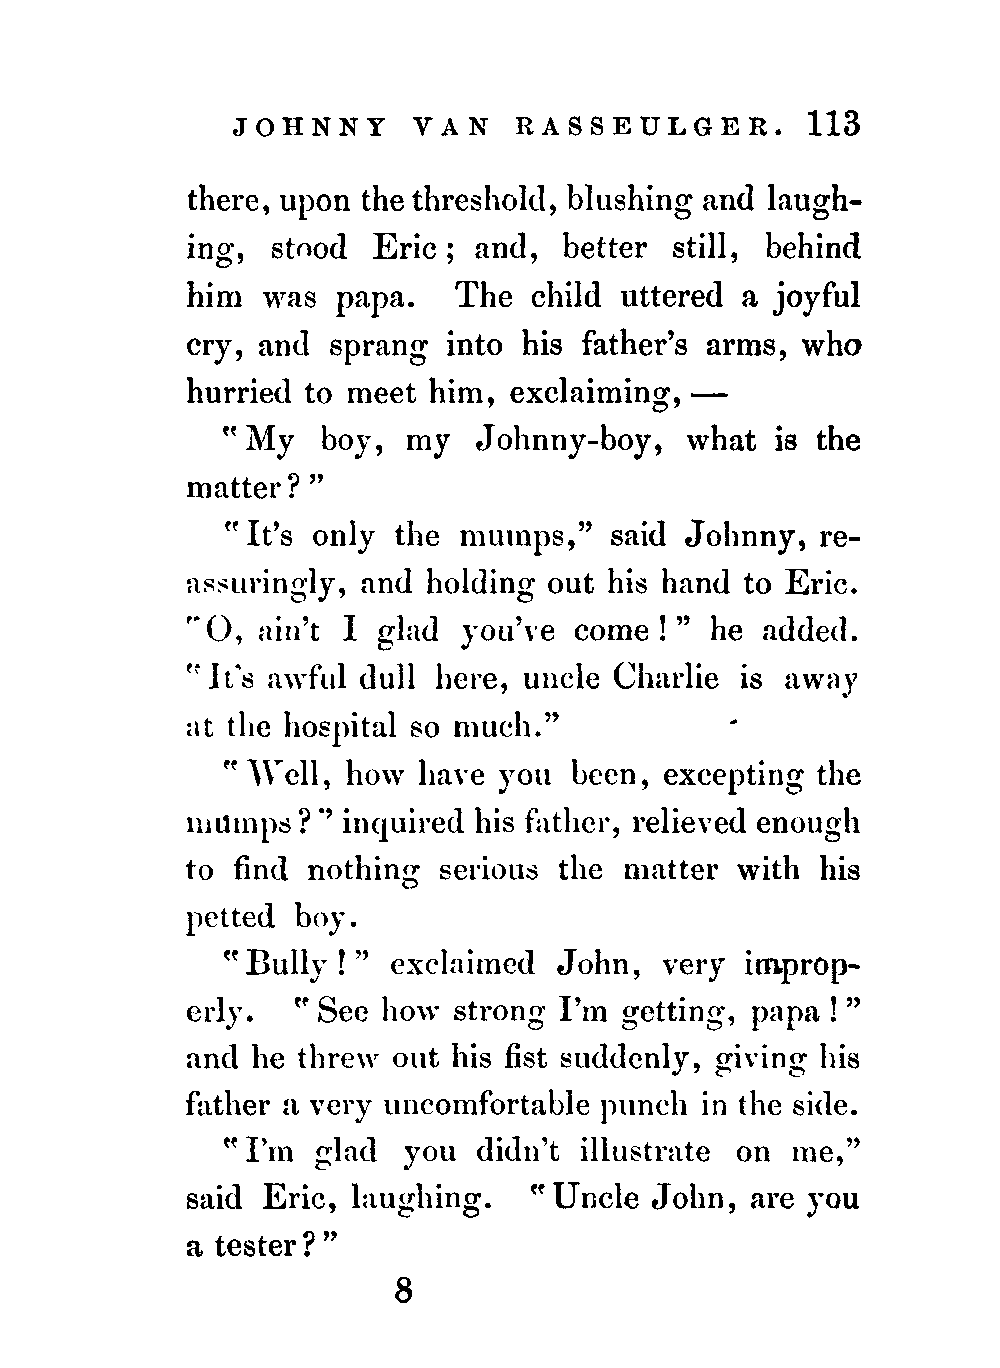 JOHNNY VAN RASSEULGER. 113
there, upon the threshold, blushing and laugh-
ing, stood Eric; and, better still, behind
him was papa. The child uttered a joyful
cry, and sprang into his father's arms, who
hurried to meet him, exclaiming, —
"My boy, my Johnny-boy, what is the
matter?"
"It's only the mumps," said Johnny, re-
assuringly, and holding out his hand to Eric.
"O, ain't I glad you've come!" he added.
"It's awful dull here, uncle Charlie is away
at the hospital so much."
"Well, how have you been, excepting the
mumps?" inquired his father, relieved enough
to find nothing serious the matter with his
petted boy.
"Bully!" exclaimed John, very improp-
erly. "See how strong I'm getting, papa!"
and he threw out his fist suddenly, giving his
father a very uncomfortable punch in the side.
"I'm glad you didn't illustrate on me,"
said Eric, laughing. "Uncle John, are you
a tester?"
8